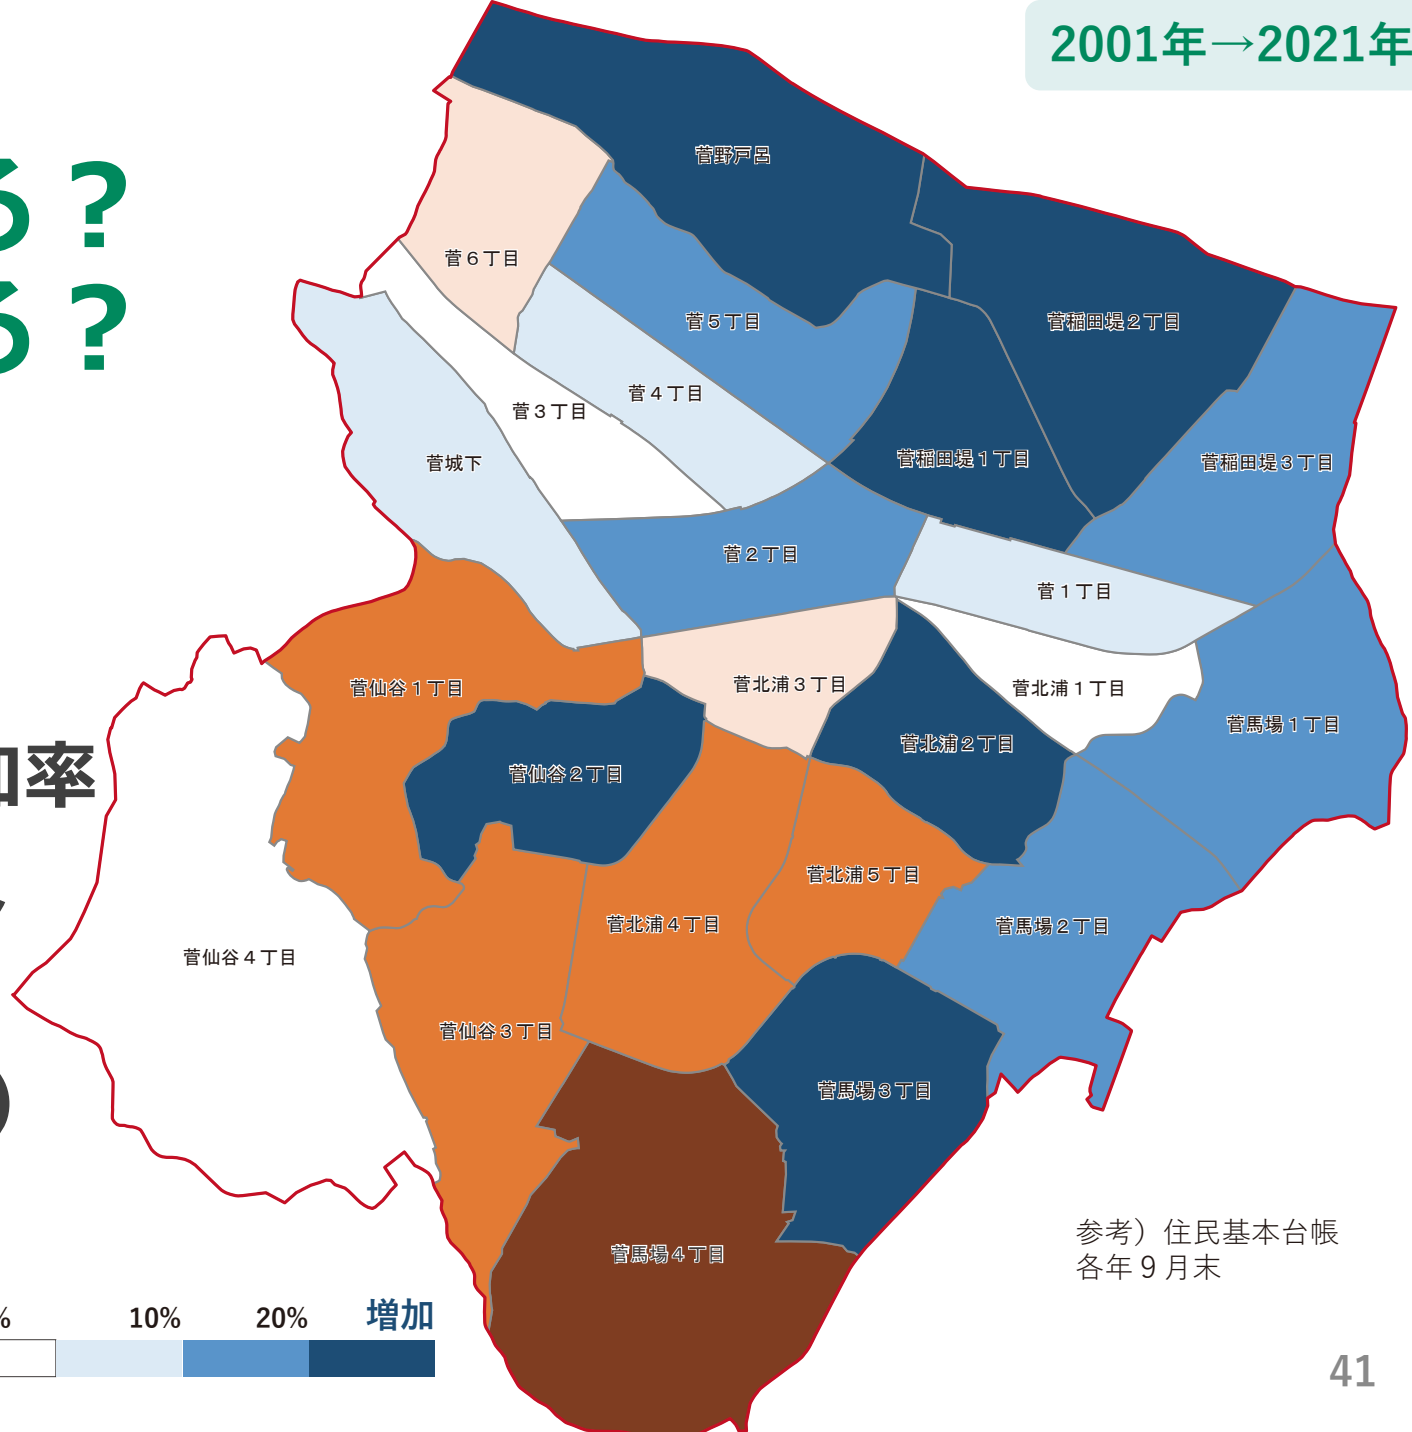 2001年→2021年
る？
る？
菅野戸呂
菅６丁目
菅５丁目
菅稲田堤２丁目
菅４丁目
菅３丁目
菅城下
菅稲田堤１丁目
菅稲田堤３丁目
菅２丁目
菅１丁目
菅仙谷１丁目
菅北浦３丁目
菅北浦１丁目
菅馬場１丁目
菅北浦２丁目
率
菅仙谷２丁目
菅北浦５丁目
菅北浦４丁目
菅馬場２丁目
菅仙谷４丁目
菅仙谷３丁目
菅馬場３丁目
菅馬場４丁目
参考）住民基本台帳
各年９月末
% 10% 20% 増加
41